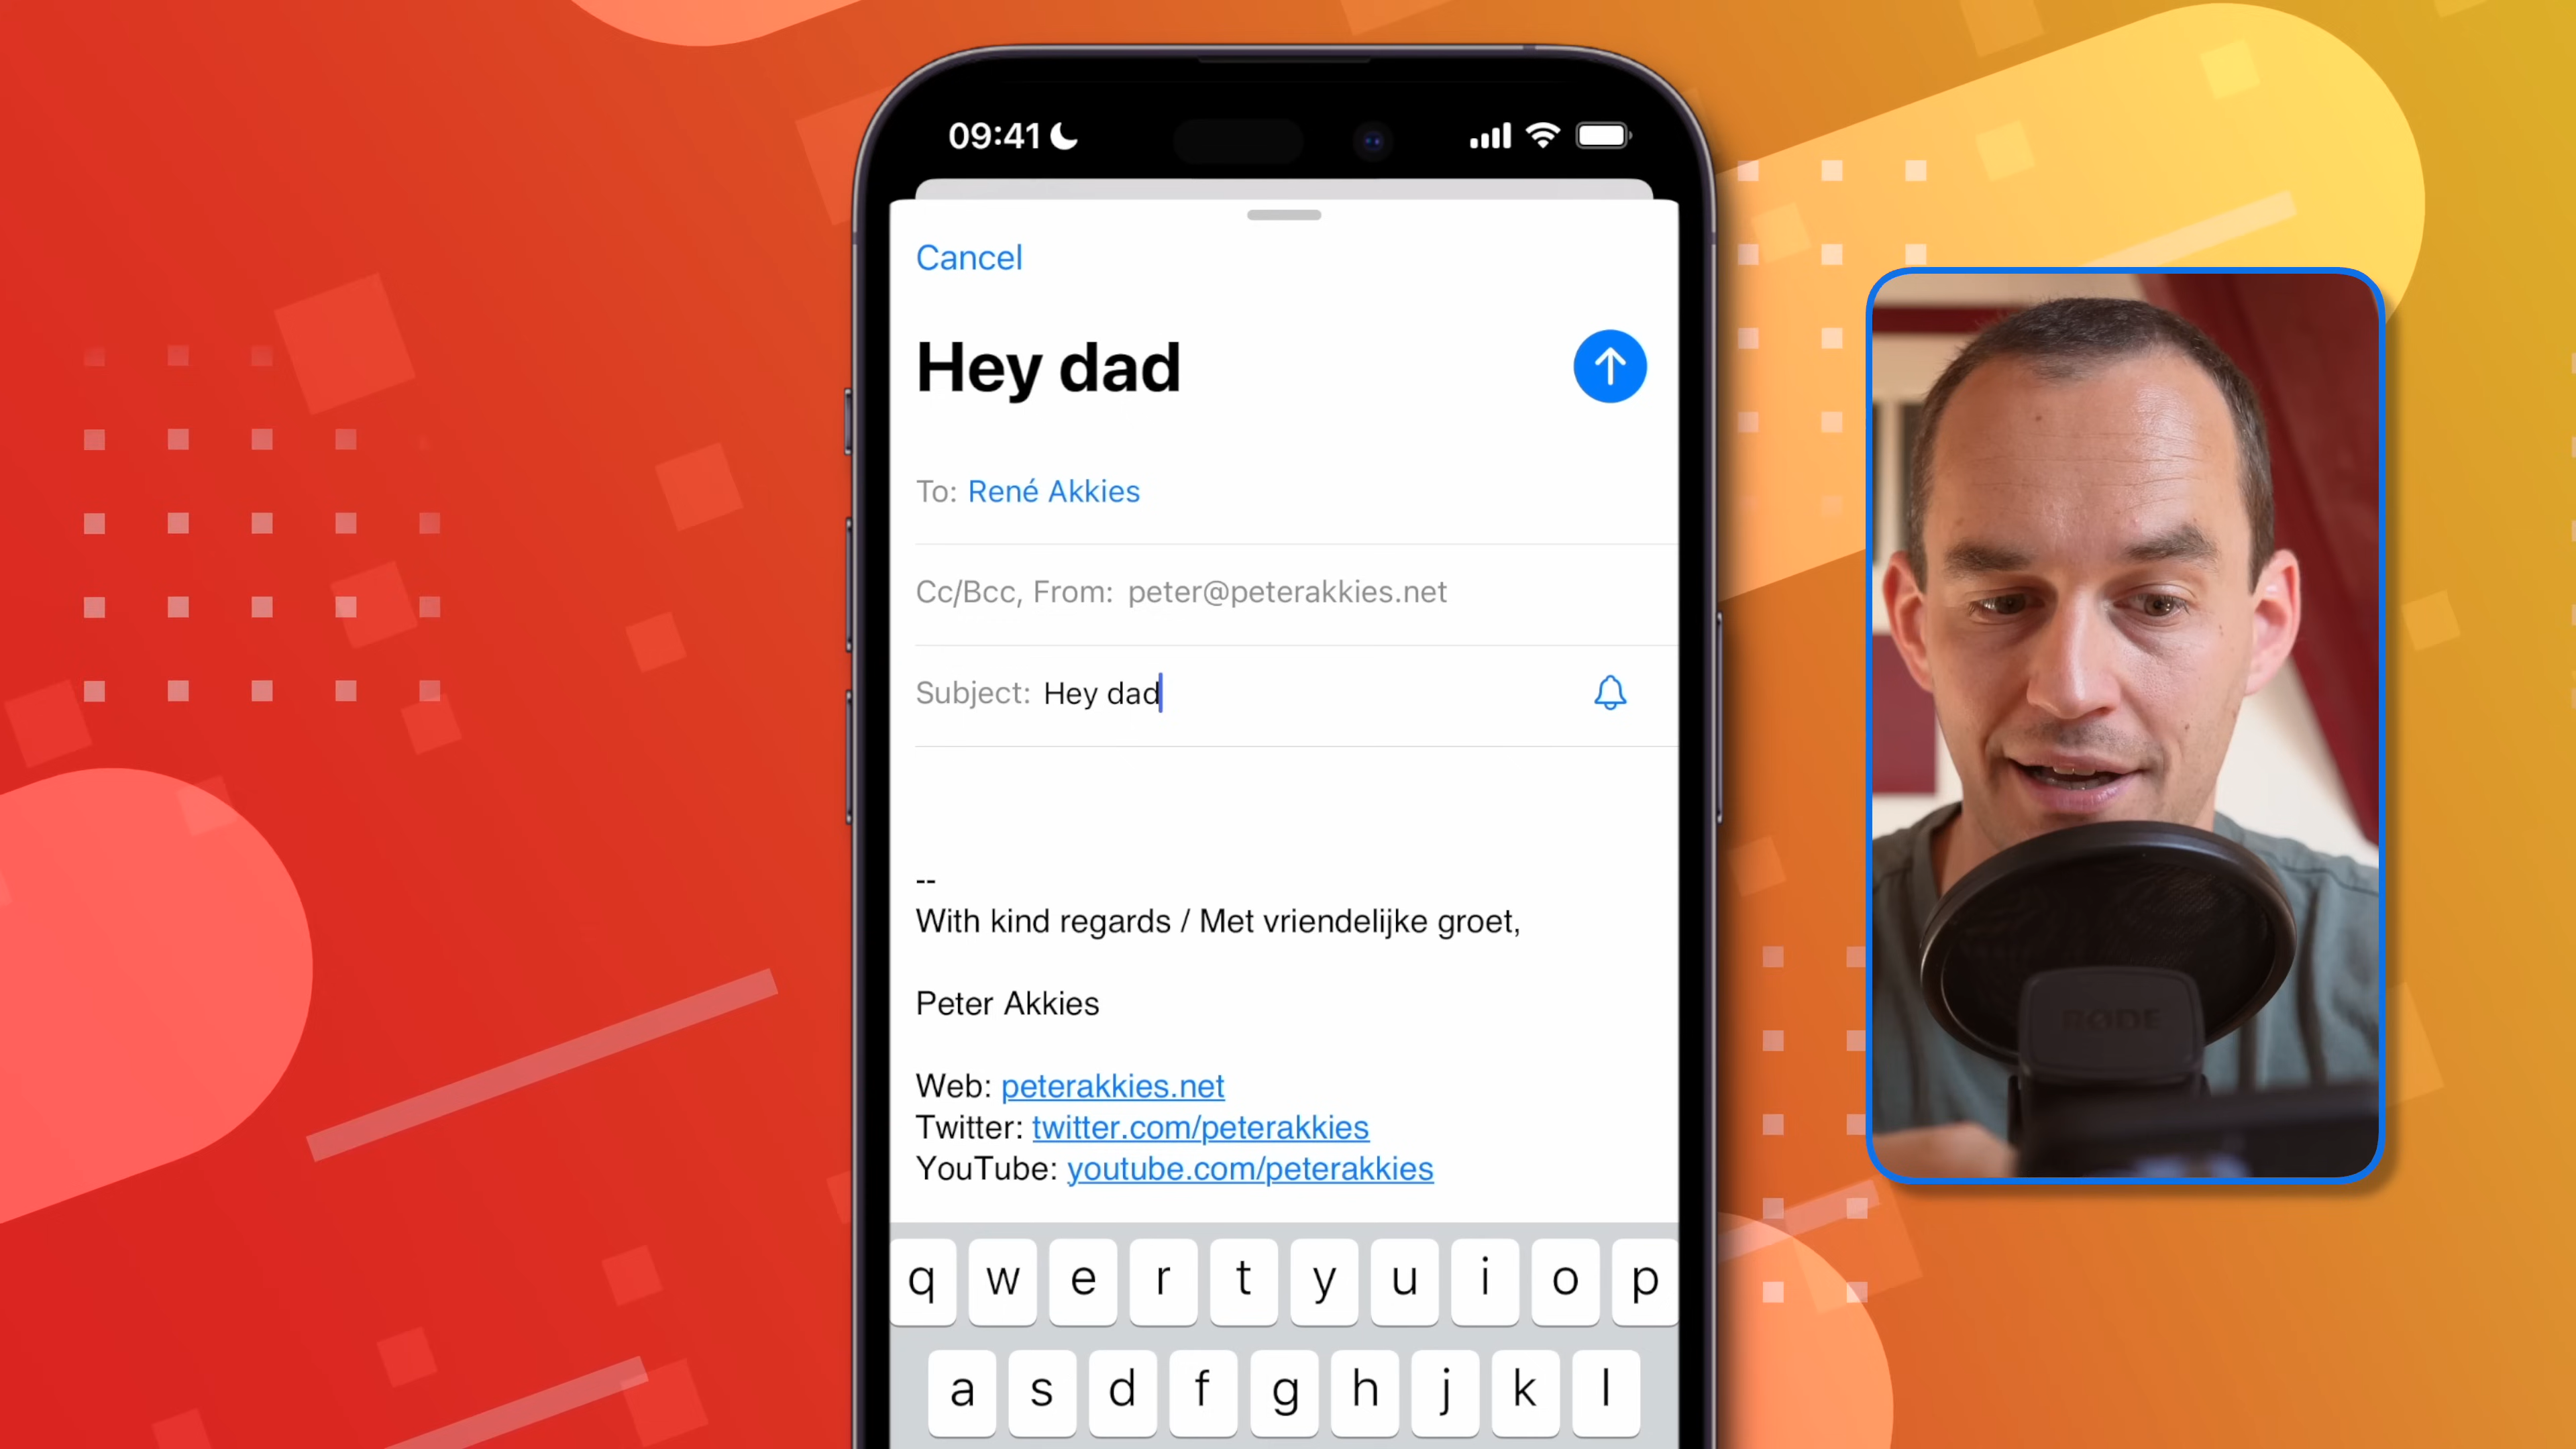 09:41
Cancel
Hey dad
To: René Akkies
Cc/Bcc, From: peter@peterakkies.net
Subject: Hey dad
--
With kind regards / Met vriendelijke groet,
Peter Akkies
Web: peterakkies.net
Twitter: twitter.com/peterakkies
YouTube: youtube.com/peterakkies
q w e r t y u i o p
a s d f g h j k l
RØDE